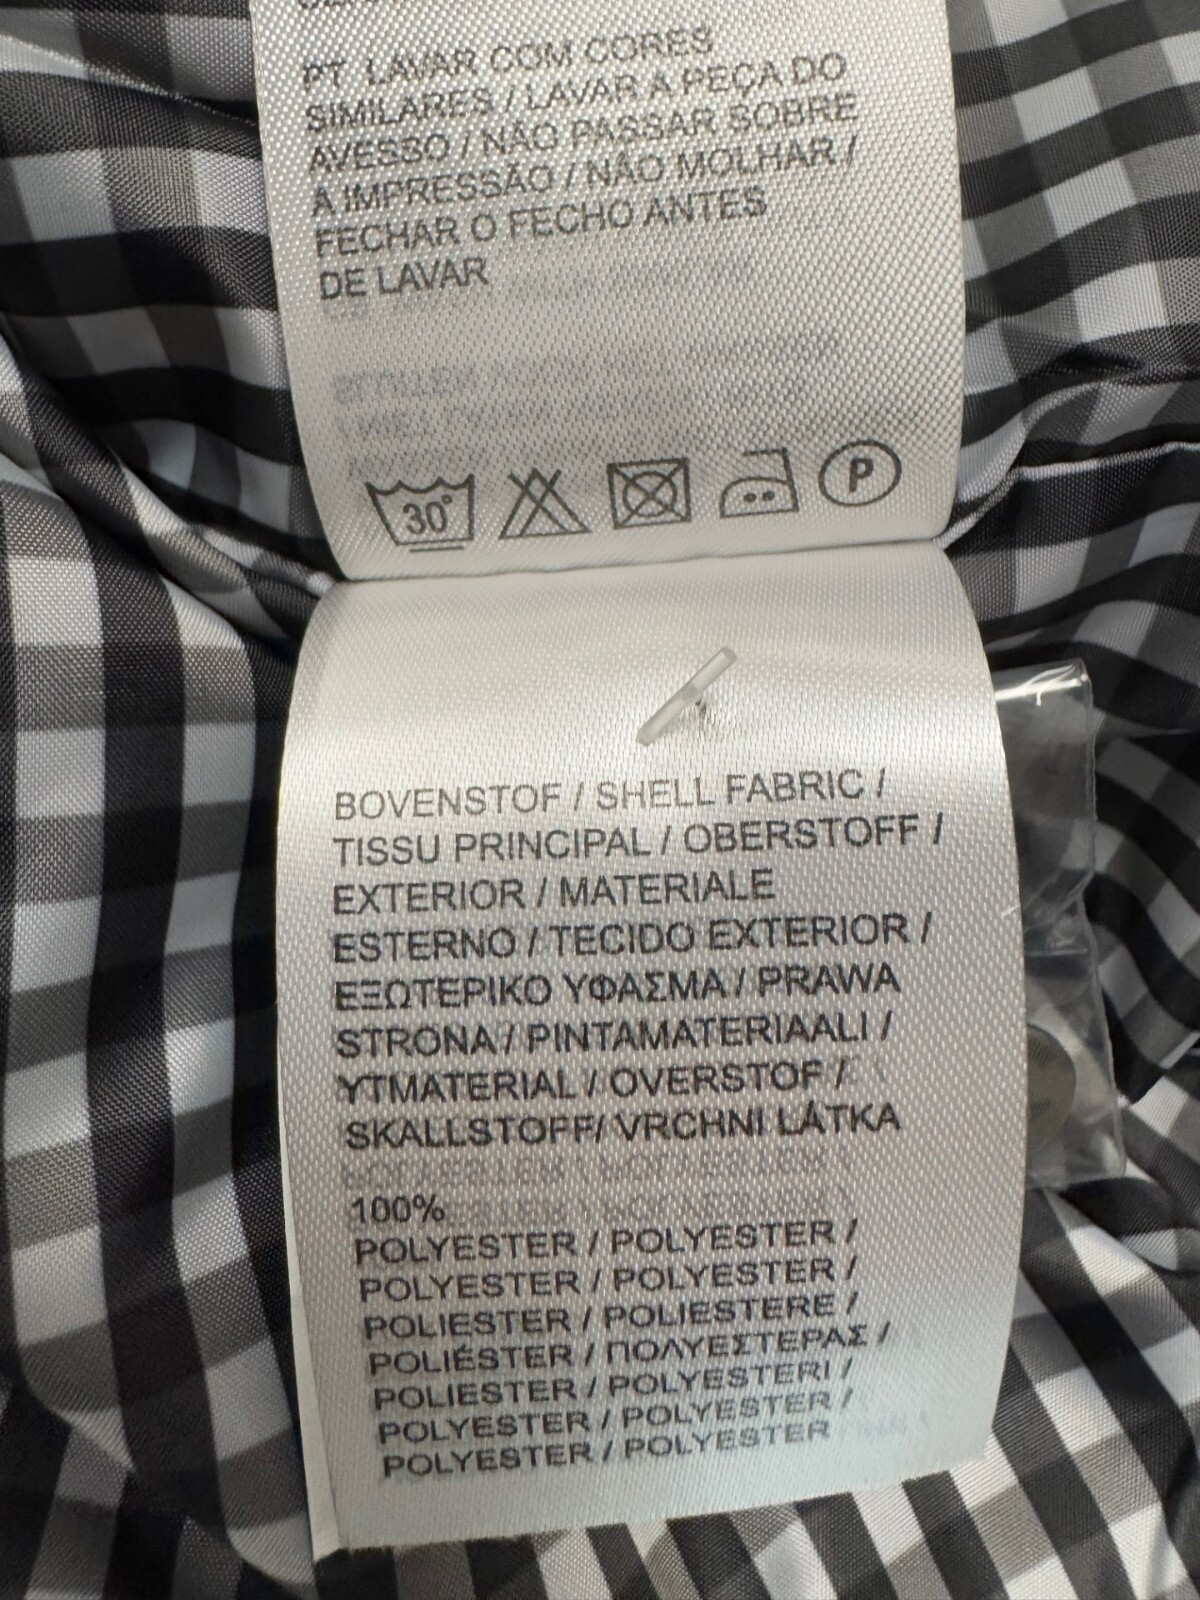 PT LAVAR COM CORES
SIMILARES / LAVAR A PEÇA DO
AVESSO / NÃO PASSAR SOBRE
A IMPRESSÃO / NÃO MOLHAR /
FECHAR O FECHO ANTES
DE LAVAR
30°
P
BOVENSTOF / SHELL FABRIC /
TISSU PRINCIPAL / OBERSTOFF /
EXTERIOR / MATERIALE
ESTERNO / TECIDO EXTERIOR /
ΕΞΩΤΕΡΙΚΟ ΥΦΑΣΜΑ / PRAWA
STRONA / PINTAMATERIAALI /
YTMATERIAL / OVERSTOF /
SKALLSTOFF/ VRCHNI LÁTKA
100%
POLYESTER / POLYESTER /
POLYESTER / POLYESTER /
POLIESTER / POLIESTERE /
POLIÉSTER / ΠΟΛΥΕΣΤΕΡΑΣ /
POLIESTER / POLYESTERI /
POLYESTER / POLYESTER /
POLYESTER / POLYESTER